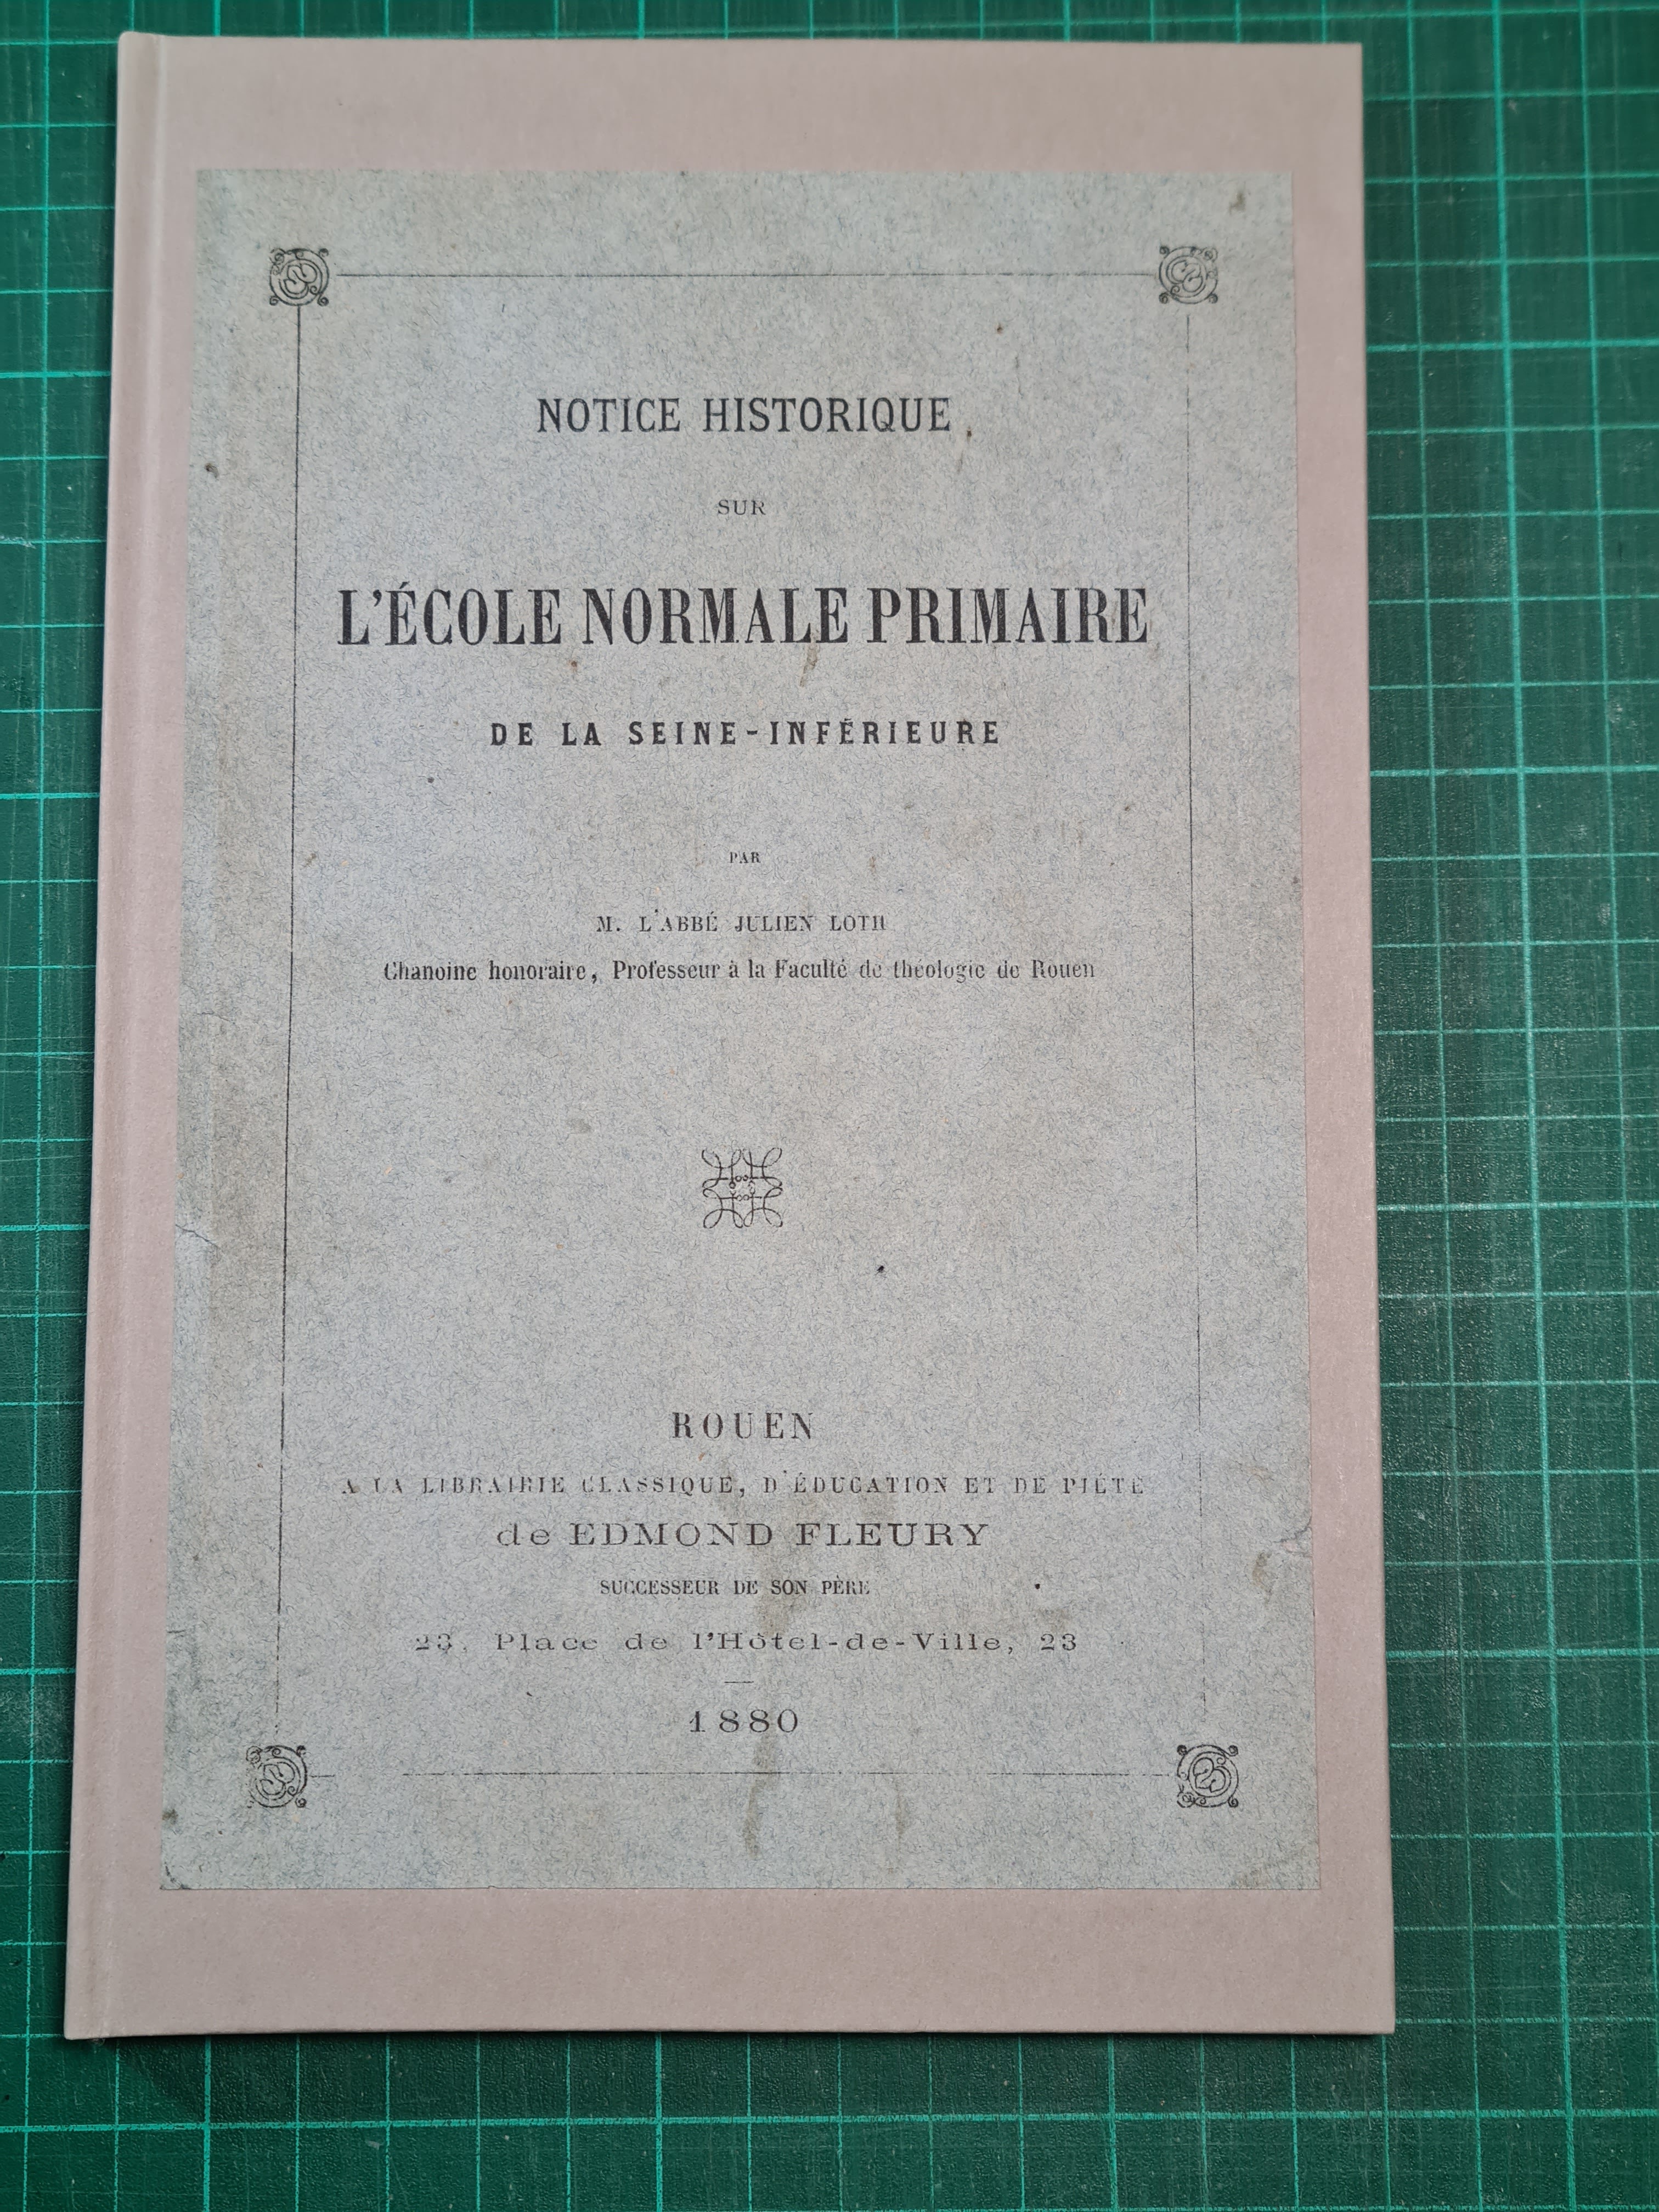 NOTICE HISTORIQUE
SUR
L'ÉCOLE NORMALE PRIMAIRE
DE LA SEINE-INFÉRIEURE
PAR
M. L'ABBÉ JULIEN LOTH
Chanoine honoraire, Professeur à la Faculté de théologie de Rouen
ROUEN
A LA LIBRAIRIE CLASSIQUE, D'ÉDUCATION ET DE PIÉTÉ
de EDMOND FLEURY
SUCCESSEUR DE SON PÈRE
23, Place de l'Hôtel-de-Ville, 23
1880